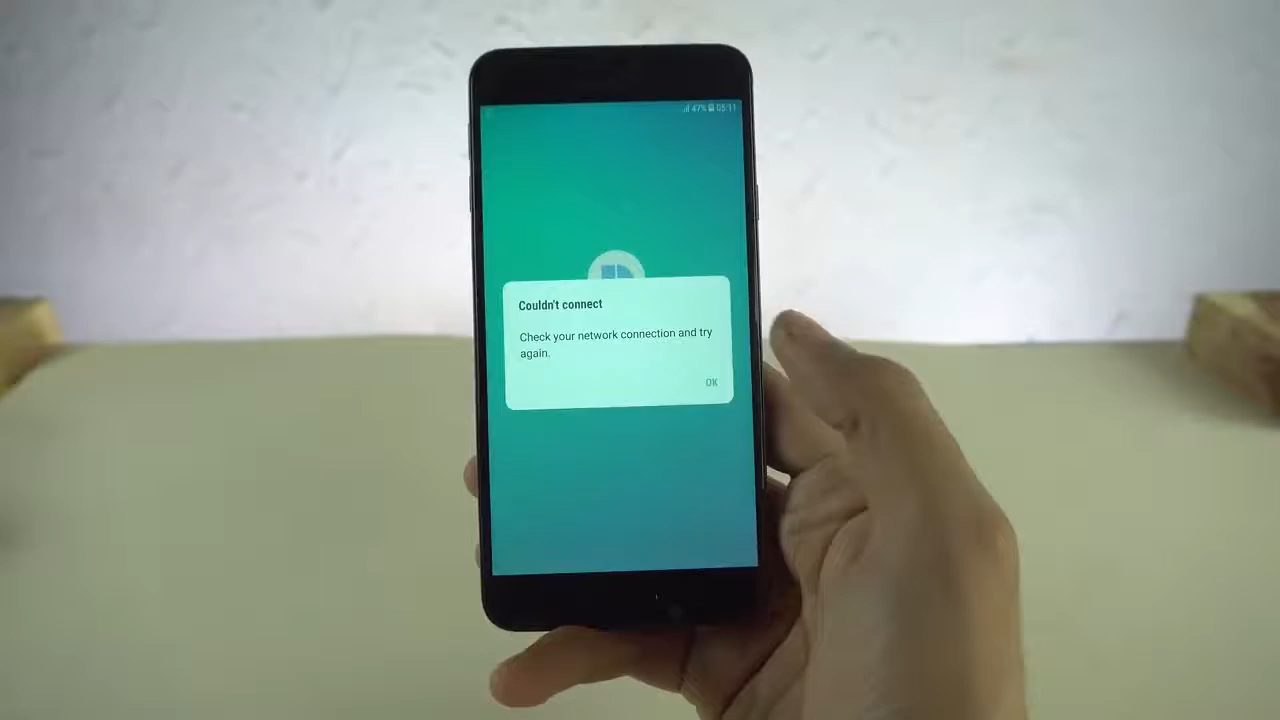 47% 05:11
Couldn't connect
Check your network connection and try
again.
OK